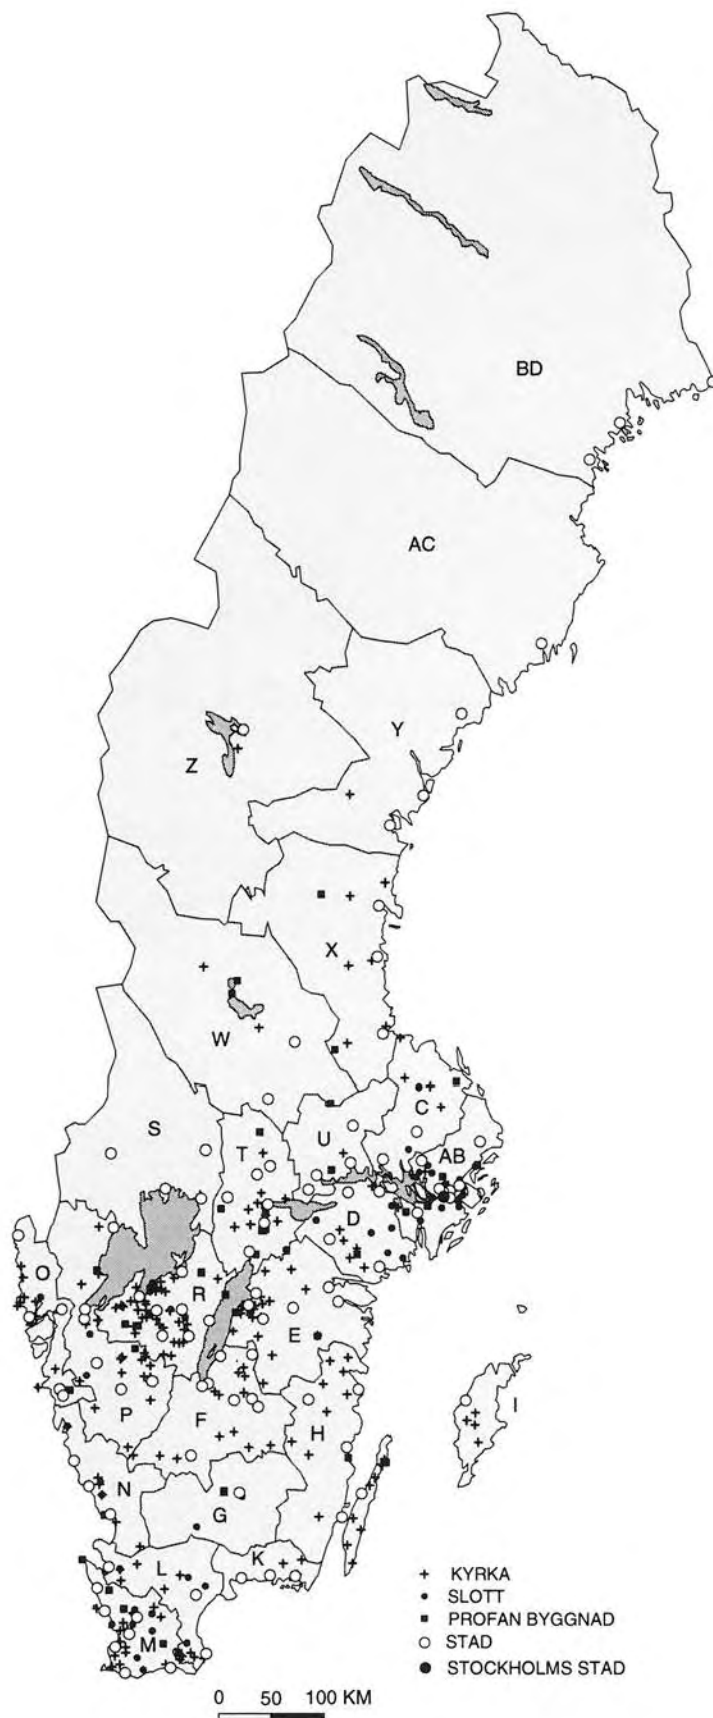 BD
AC
Y
Z
X
W
S
C
U
T
AB
D
O
R
E
I
P
F
H
N
G
K
L
M
KYRKA
SLOTT
PROFAN BYGGNAD
STAD
STOCKHOLMS STAD
0 50 100 KM